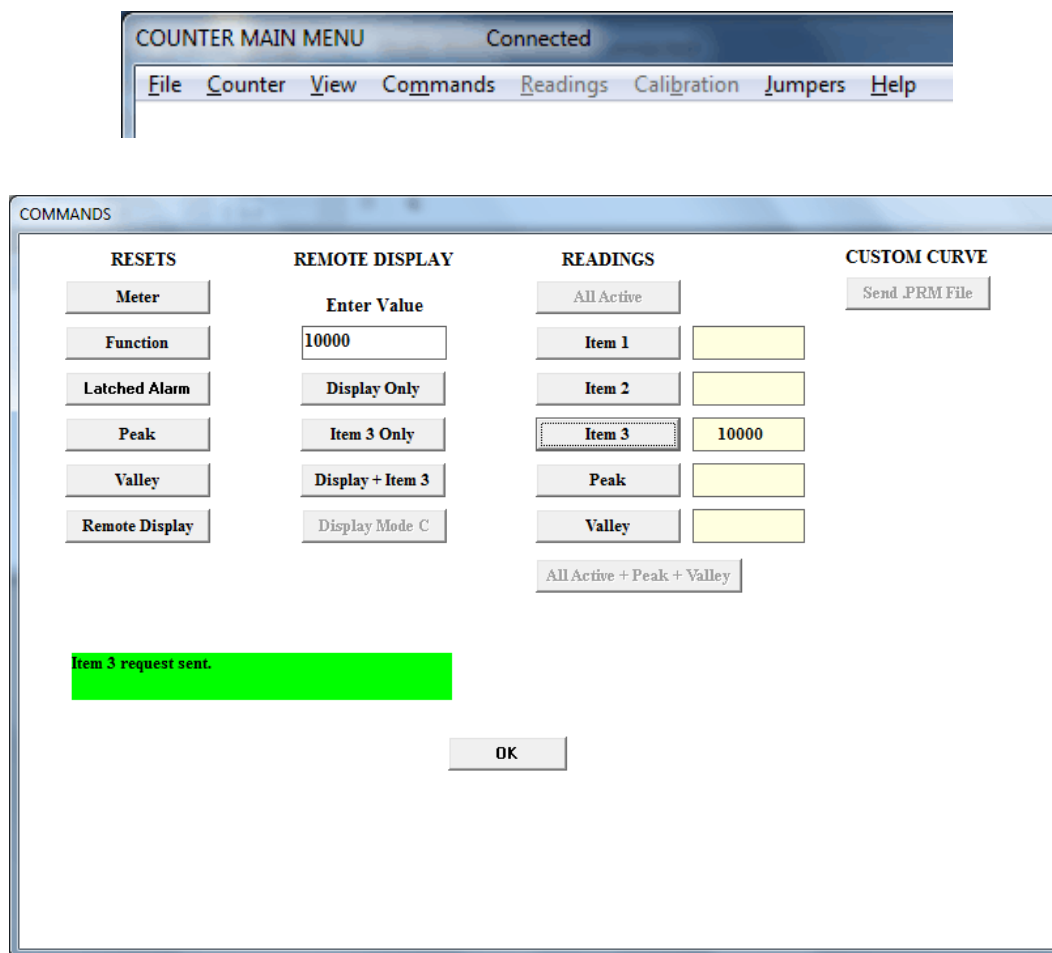 COUNTER MAIN MENU Connected
File Counter View Commands Readings Calibration Jumpers Help
COMMANDS
RESETS REMOTE DISPLAY READINGS CUSTOM CURVE
Meter Enter Value All Active Send .PRM File
Function 10000 Item 1
Latched Alarm Display Only Item 2
Peak Item 3 Only Item 3 10000
Valley Display + Item 3 Peak
Remote Display Display Mode C Valley
All Active + Peak + Valley
Item 3 request sent.
OK